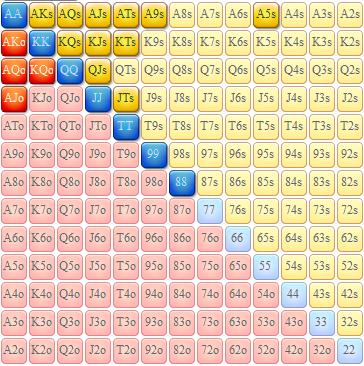 AA AKs AQs AJs ATs A9s A8s A7s A6s A5s A4s A3s A2s
AKo KK KQs KJs KTs K9s K8s K7s K6s K5s K4s K3s K2s
AQo KQo QQ QJs QTs Q9s Q8s Q7s Q6s Q5s Q4s Q3s Q2s
AJo KJo QJo JJ JTs J9s J8s J7s J6s J5s J4s J3s J2s
ATo KTo QTo JTo TT T9s T8s T7s T6s T5s T4s T3s T2s
A9o K9o Q9o J9o T9o 99 98s 97s 96s 95s 94s 93s 92s
A8o K8o Q8o J8o T8o 98o 88 87s 86s 85s 84s 83s 82s
A7o K7o Q7o J7o T7o 97o 87o 77 76s 75s 74s 73s 72s
A6o K6o Q6o J6o T6o 96o 86o 76o 66 65s 64s 63s 62s
A5o K5o Q5o J5o T5o 95o 85o 75o 65o 55 54s 53s 52s
A4o K4o Q4o J4o T4o 94o 84o 74o 64o 54o 44 43s 42s
A3o K3o Q3o J3o T3o 93o 83o 73o 63o 53o 43o 33 32s
A2o K2o Q2o J2o T2o 92o 82o 72o 62o 52o 42o 32o 22